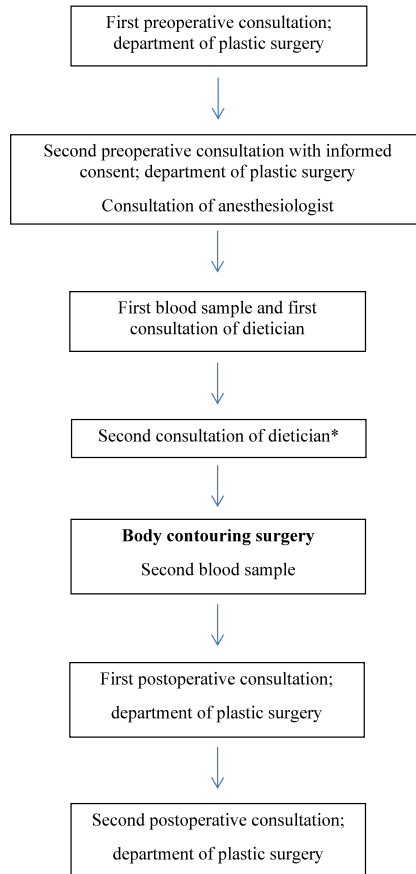 First preoperative consultation;
department of plastic surgery
Second preoperative consultation with informed
consent; department of plastic surgery
Consultation of anesthesiologist
First blood sample and first
consultation of dietician
Second consultation of dietician*
Body contouring surgery
Second blood sample
First postoperative consultation;
department of plastic surgery
Second postoperative consultation;
department of plastic surgery